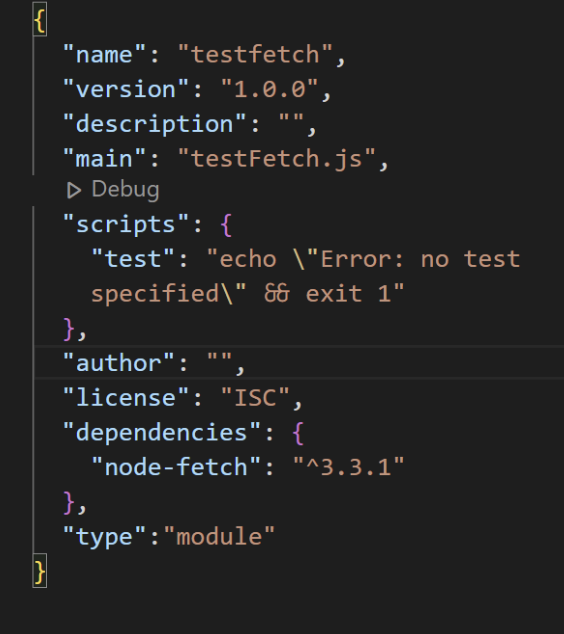 {
"name": "testfetch",
"version": "1.0.0",
"description": "",
"main": "testFetch.js",
Debug
"scripts": {
"test": "echo \"Error: no test
specified\" && exit 1"
},
"author": "",
"license": "ISC",
"dependencies": {
"node-fetch": "^3.3.1"
},
"type":"module"
}